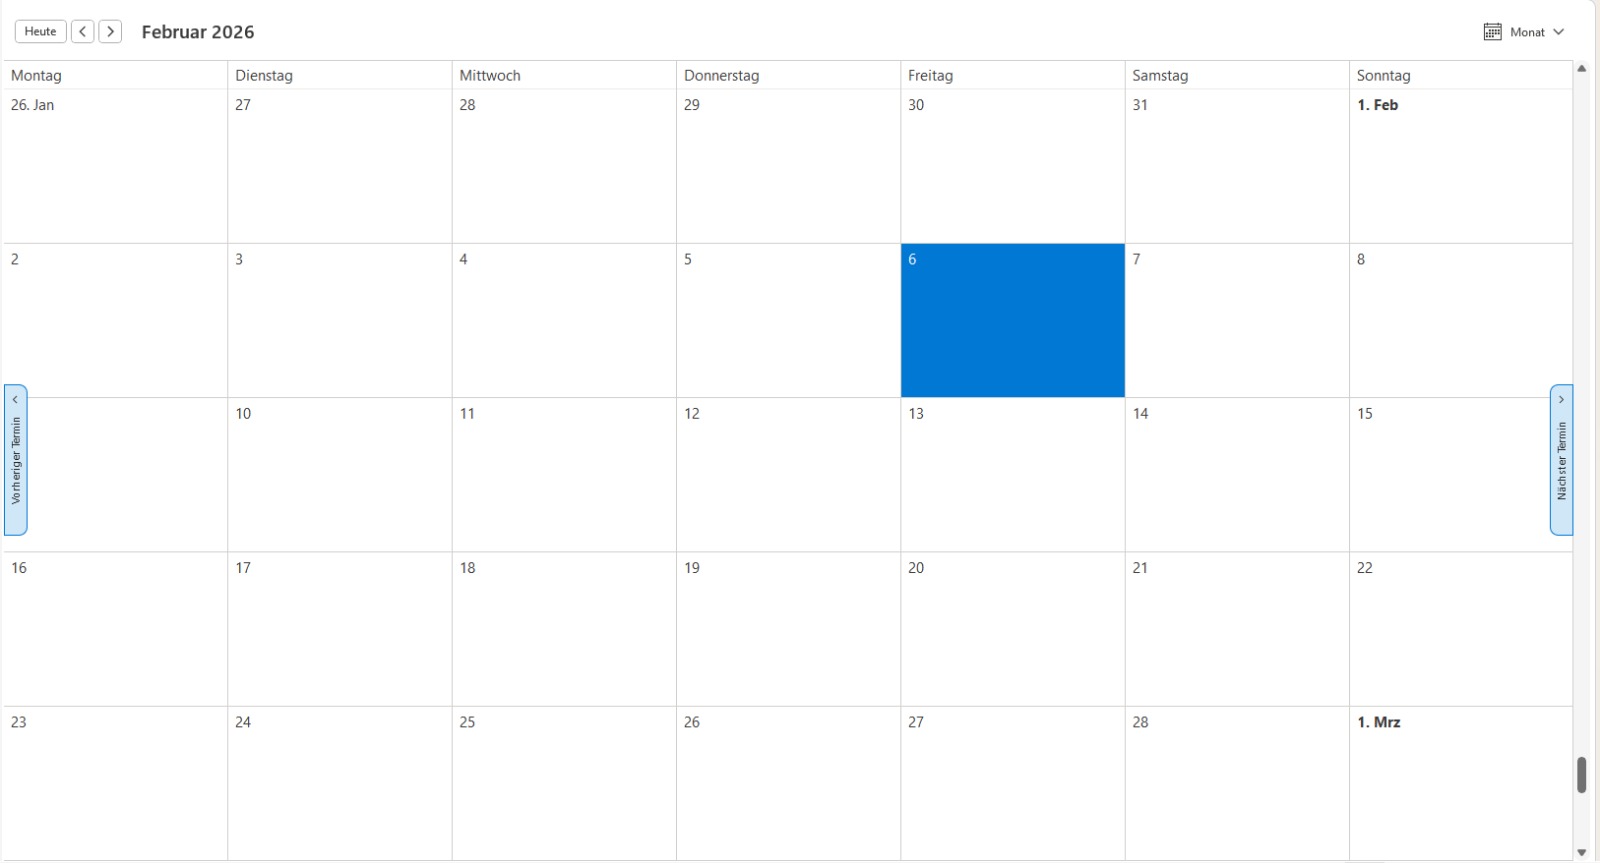 Heute
Februar 2026
Monat
Montag Dienstag Mittwoch Donnerstag Freitag Samstag Sonntag
26. Jan 27 28 29 30 31 1. Feb
2 3 4 5 6 7 8
10 11 12 13 14 15
Vorheriger Termin
Nächster Termin
16 17 18 19 20 21 22
23 24 25 26 27 28 1. Mrz